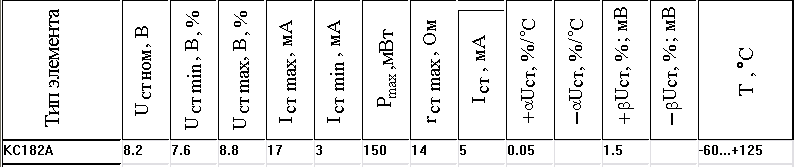 Тип элемента
U ст ном, В
U ст min, В, %
U ст max, В, %
I ст max, мА
I ст min , мА
P max ,мВт
r ст max, Ом
I ст, мА
+αUст, %/°С
−αUст, %/°С
+βUст, %; мВ
−βUст, %; мВ
T , °С
KC182A 8.2 7.6 8.8 17 3 150 14 5 0.05 1.5 -60...+125